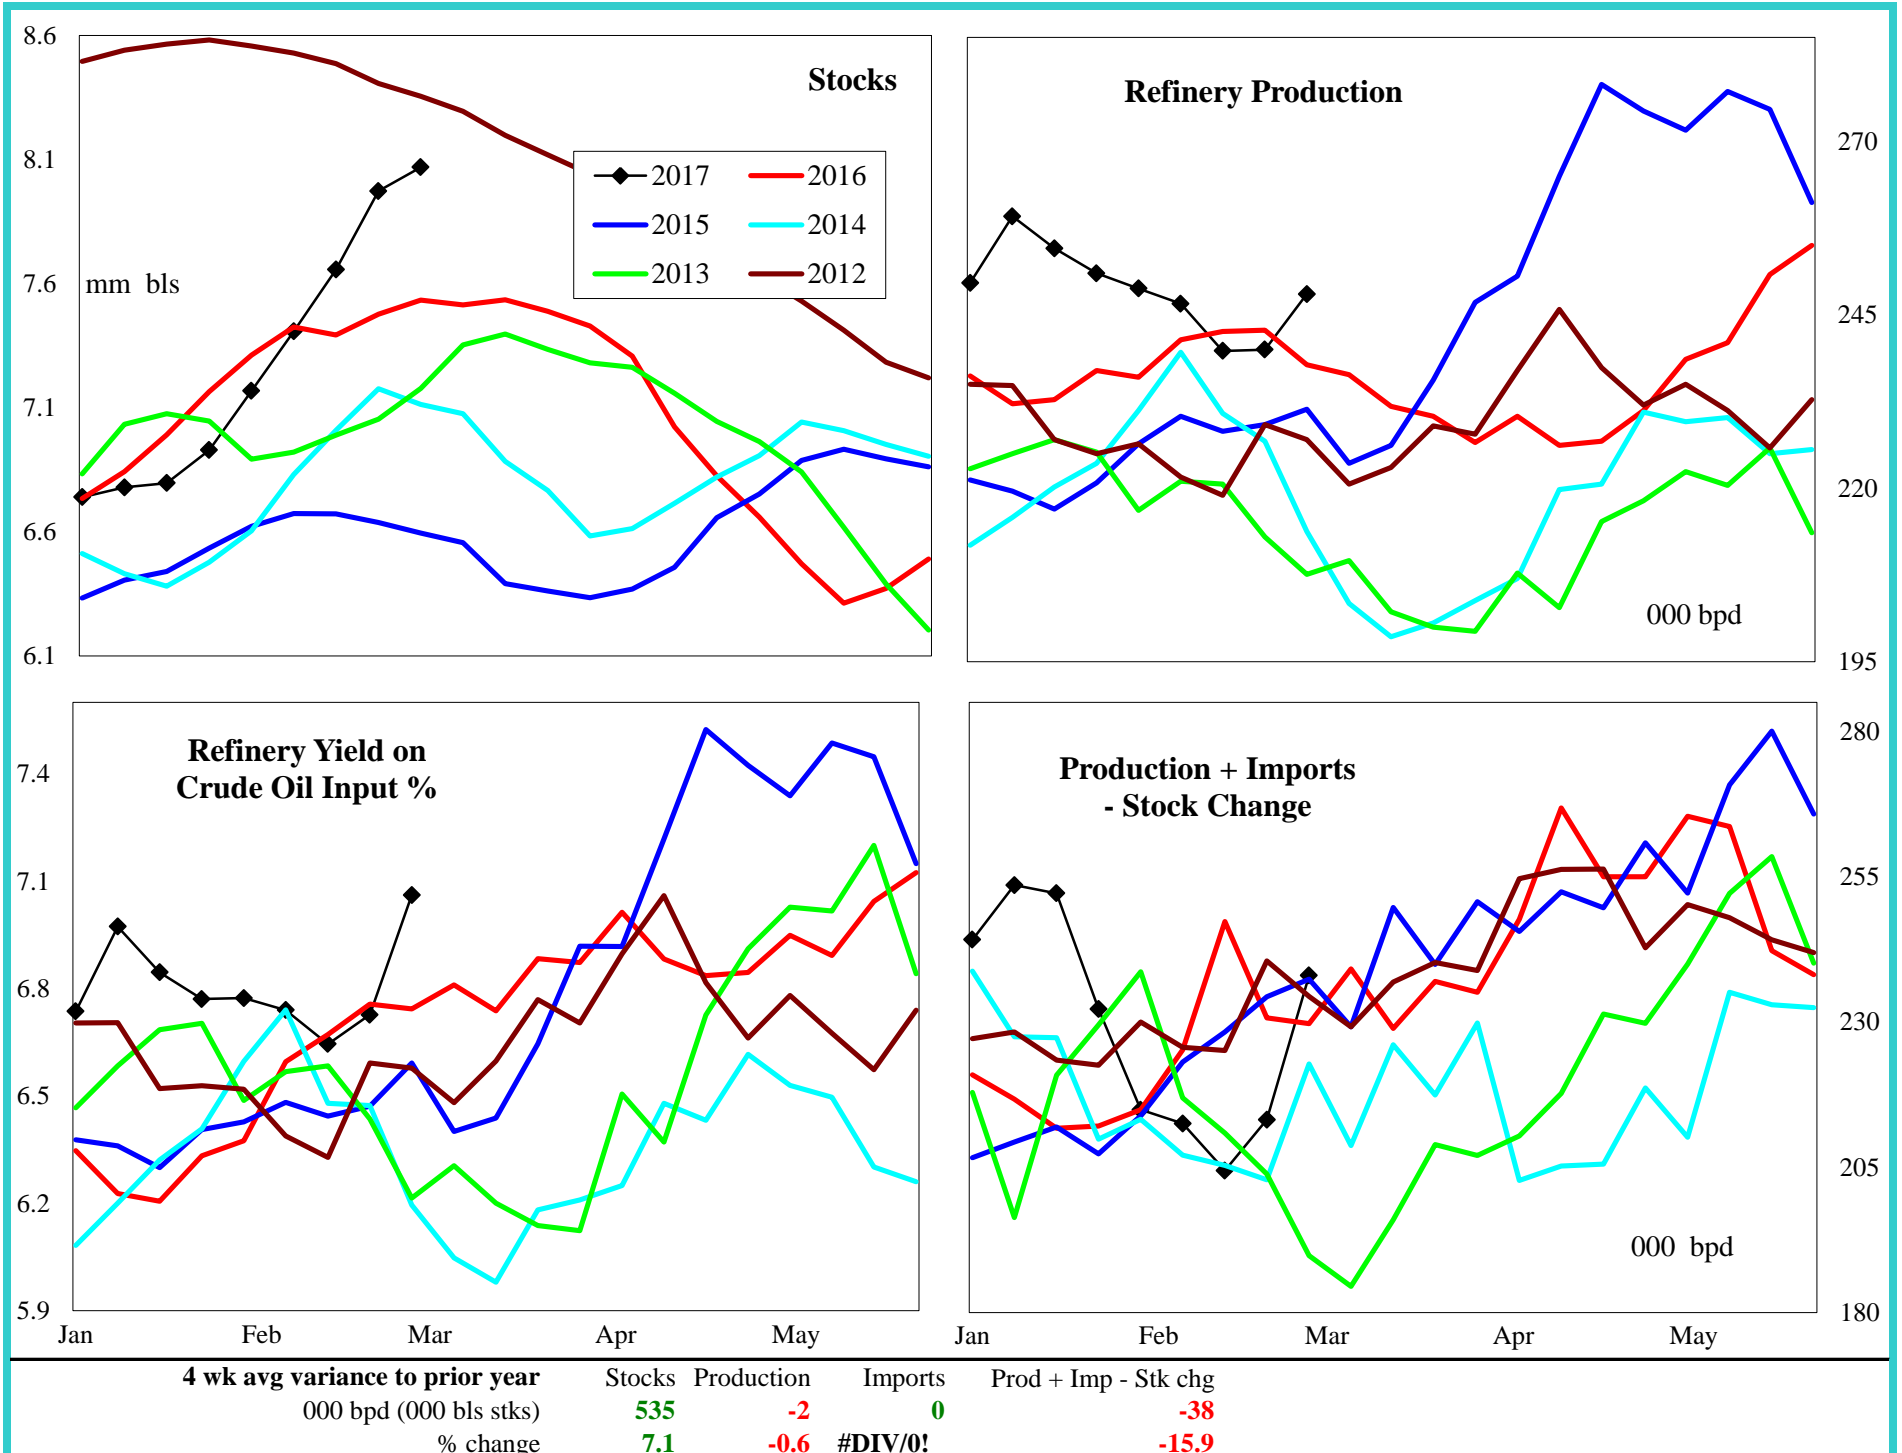 8.6
8.1
7.6
7.1
6.6
6.1
Stocks
mm bls
2017
2016
2015
2014
2013
2012
Refinery Production
270
245
220
195
000 bpd
Refinery Yield on
Crude Oil Input %
7.4
7.1
6.8
6.5
6.2
5.9
Jan
Feb
Mar
Apr
May
Production + Imports
- Stock Change
280
255
230
205
180
000 bpd
Jan
Feb
Mar
Apr
May
4 wk avg variance to prior year Stocks Production Imports Prod + Imp - Stk chg
000 bpd (000 bls stks) 535 -2 0 -38
% change 7.1 -0.6 #DIV/0! -15.9